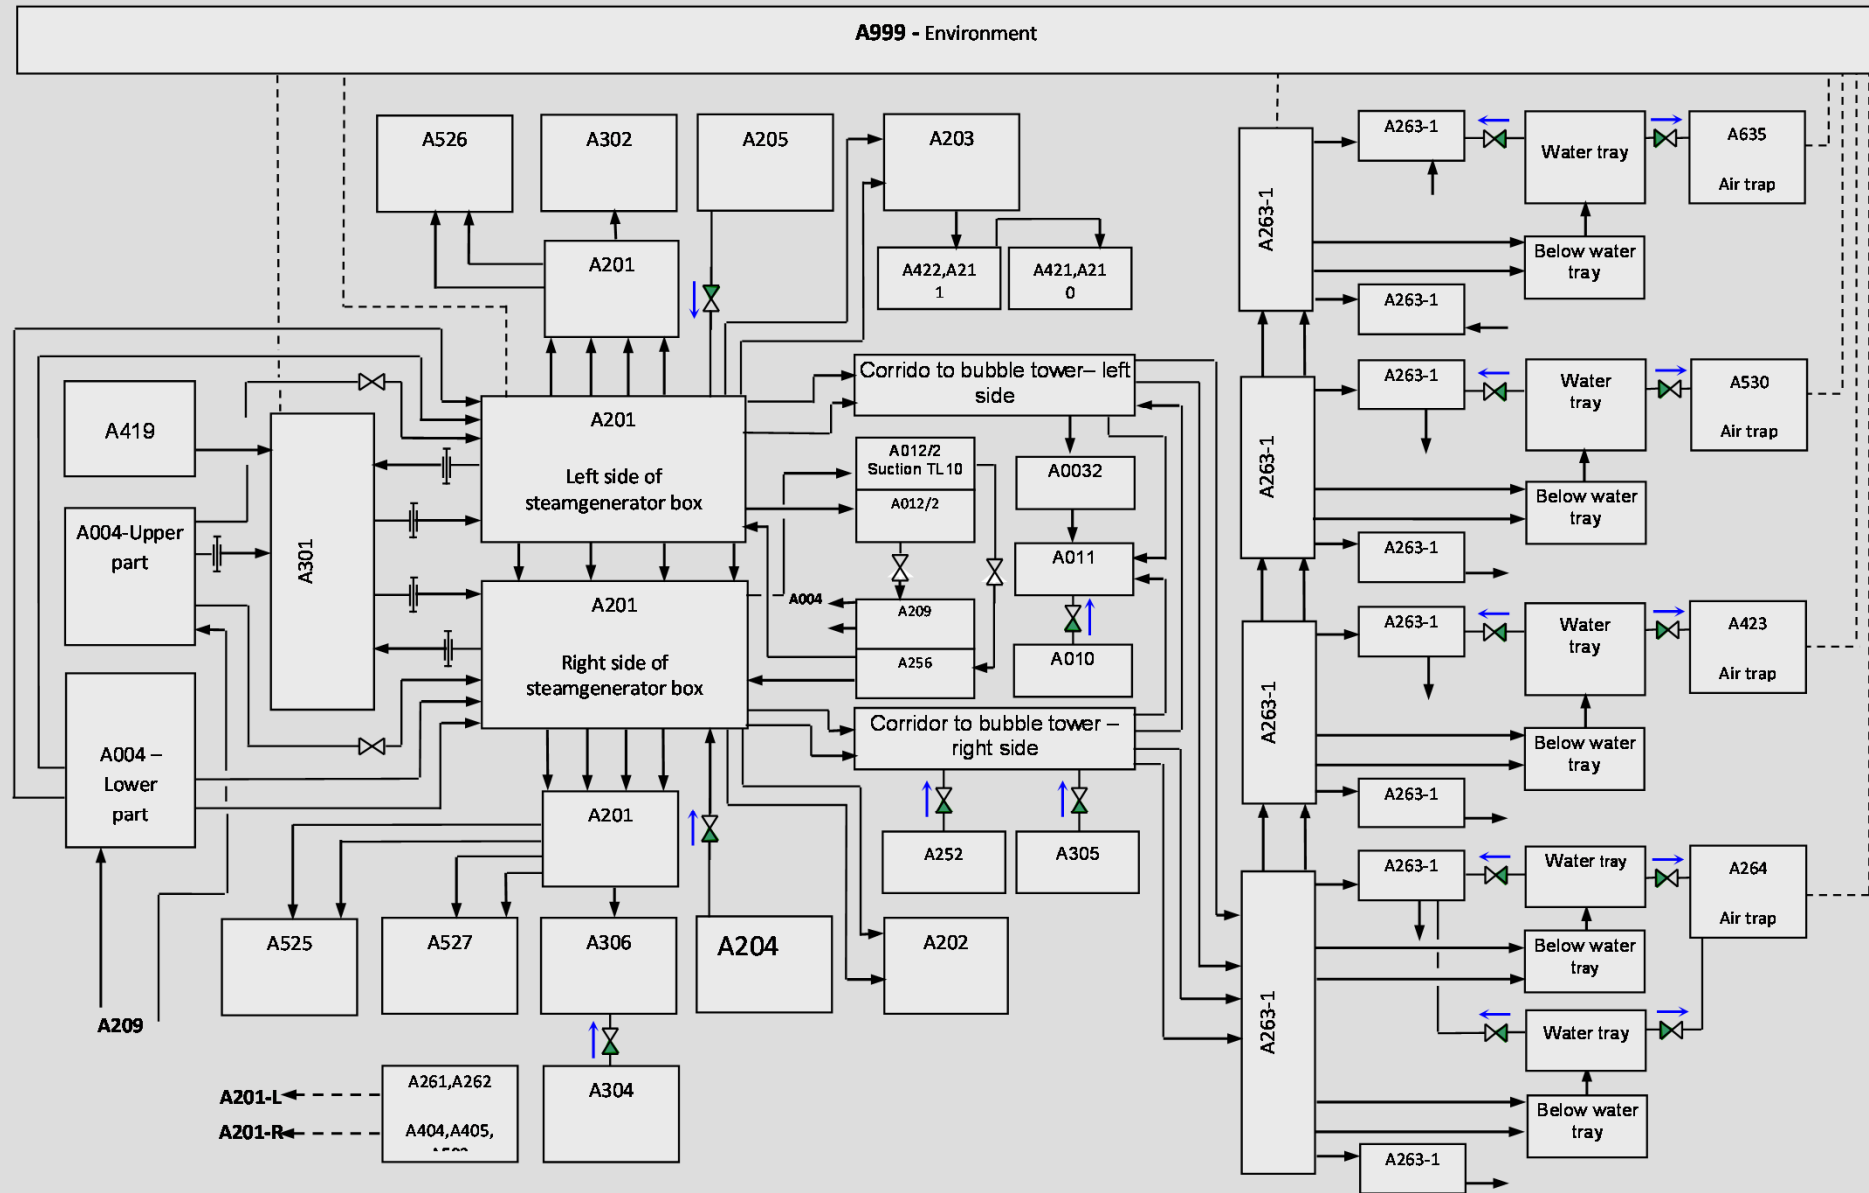 A999 - Environment
A526
A302
A205
A203
A201
A422,A21
1
A421,A21
0
A419
A004-Upper
part
A004 –
Lower
part
A209
A301
A201
Left side of
steamgenerator box
A201
Right side of
steamgenerator box
A201
Corrido to bubble tower– left
side
A012/2
Suction TL10
A012/2
A004
A209
A256
A0032
A011
A010
Corridor to bubble tower –
right side
A252
A305
A525
A527
A306
A204
A202
A304
A201-L
A201-R
A261,A262
A404,A405,
A263-1
A263-1
Water tray
A635
Air trap
Below water
tray
A263-1
A263-1
A263-1
Water
tray
A530
Air trap
Below water
tray
A263-1
A263-1
A263-1
Water
tray
A423
Air trap
Below water
tray
A263-1
A263-1
A263-1
Water tray
A264
Air trap
Below water
tray
Water tray
Below water
tray
A263-1